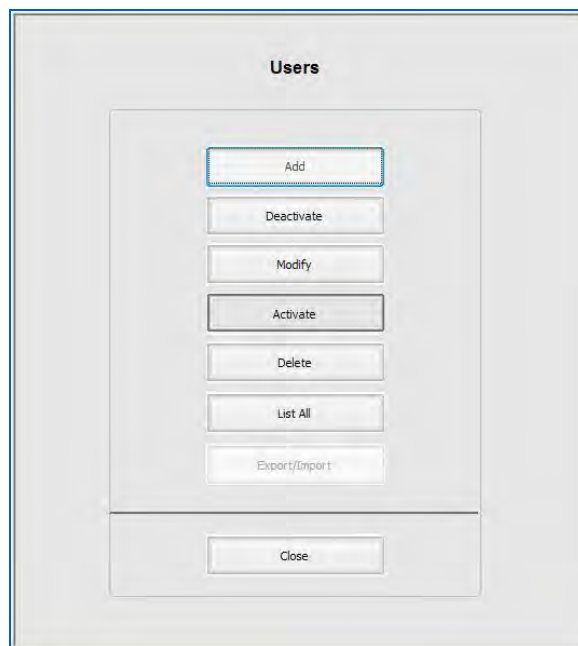 Users
Add
Deactivate
Modify
Activate
Delete
List All
Export/Import
Close